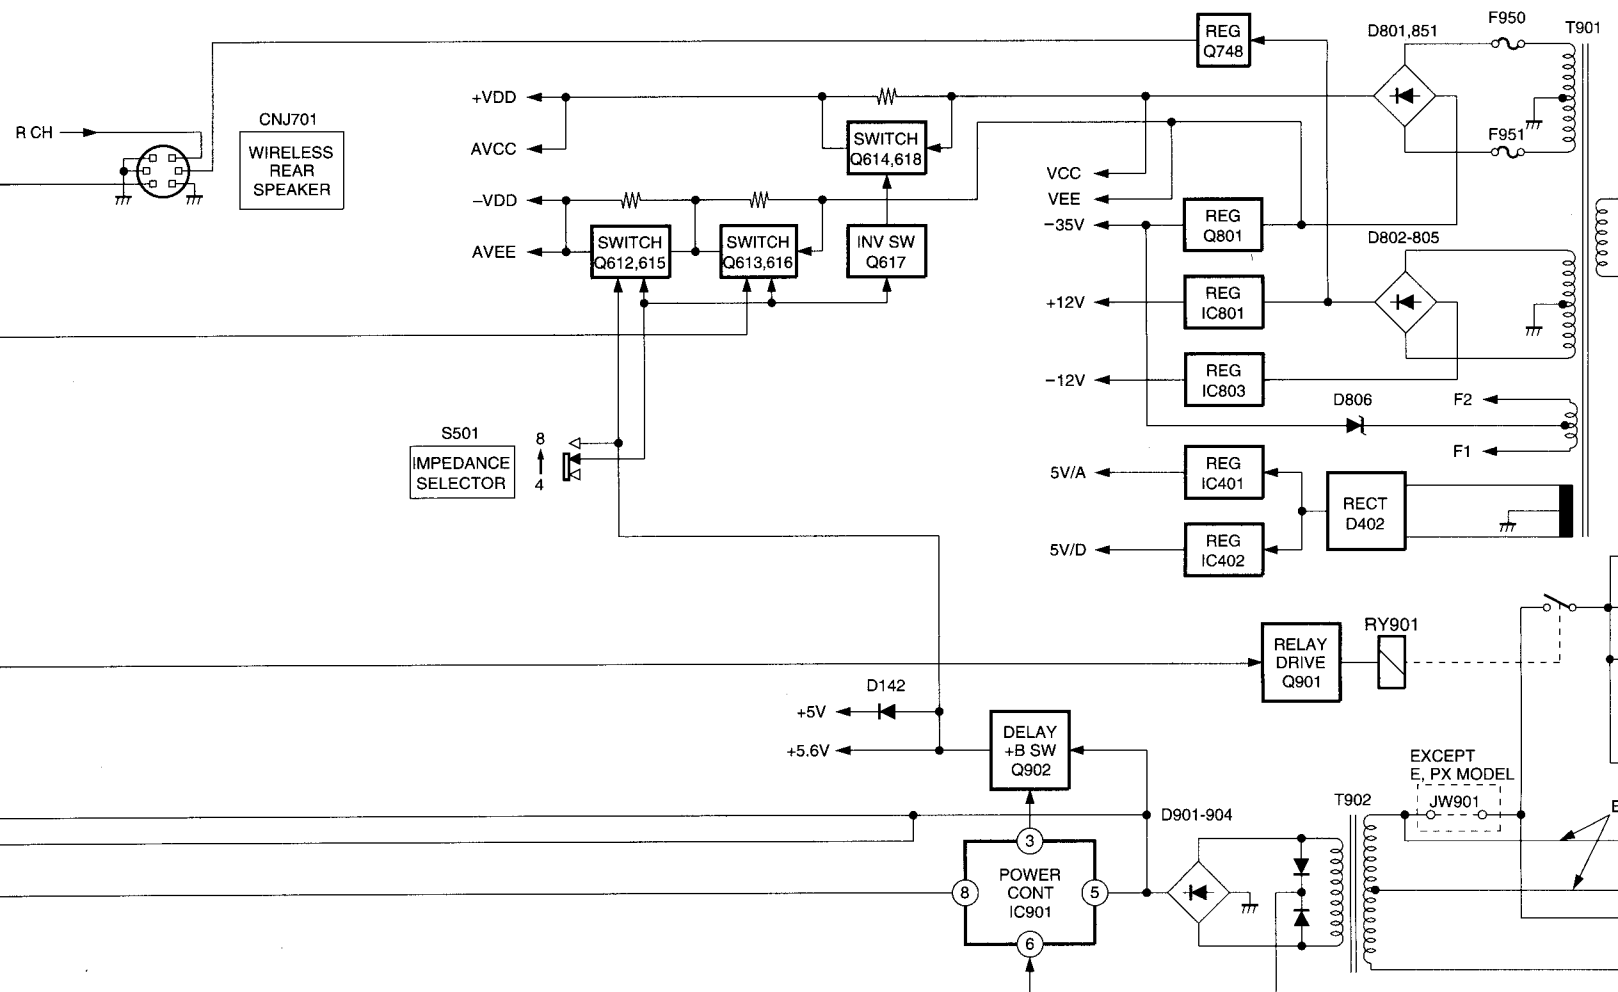 REG
Q748
D801,851
F950
T901
+VDD
R CH
CNJ701
WIRELESS
REAR
SPEAKER
AVCC
SWITCH
Q614,618
F951
VCC
VEE
−VDD
−35V
REG
Q801
D802-805
AVEE
SWITCH
Q612,615
SWITCH
Q613,616
INV SW
Q617
+12V
REG
IC801
−12V
REG
IC803
D806
F2
F1
S501
IMPEDANCE
SELECTOR
8
4
5V/A
REG
IC401
RECT
D402
5V/D
REG
IC402
RELAY
DRIVE
Q901
RY901
D142
+5V
+5.6V
DELAY
+B SW
Q902
EXCEPT
E, PX MODEL
JW901
T902
D901-904
3
POWER
CONT
IC901
8
5
6
E